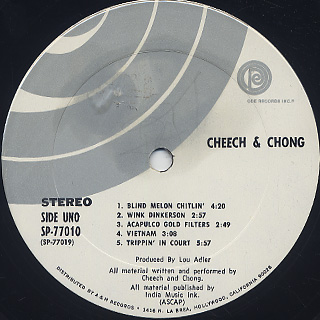 ODE RECORDS INC.
CHEECH & CHONG
STEREO
SIDE UNO
SP-77010
(SP-77019)
1. BLIND MELON CHITLIN' 4:20
2. WINK DINKERSON 2:57
3. ACAPULCO GOLD FILTERS 2:49
4. VIETNAM 3:08
5. TRIPPIN' IN COURT 5:57
Produced By Lou Adler
All material written and performed by
Cheech and Chong.
All material published by
India Music Ink.
(ASCAP)
DISTRIBUTED BY A & M RECORDS • 1416 N. LA BREA, HOLLYWOOD, CALIFORNIA 90028